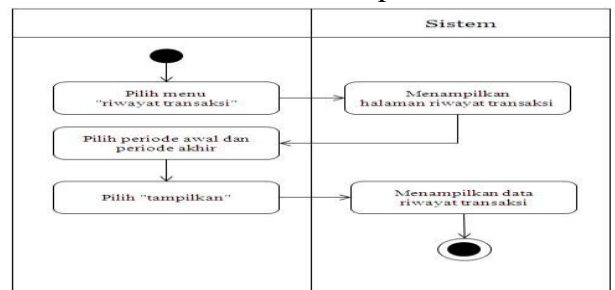 Sistem
Pilih menu
"riwayat transaksi"
Menampilkan
halaman riwayat transaksi
Pilih periode awal dan
periode akhir
Pilih "tampilkan"
Menampilkan data
riwayat transaksi